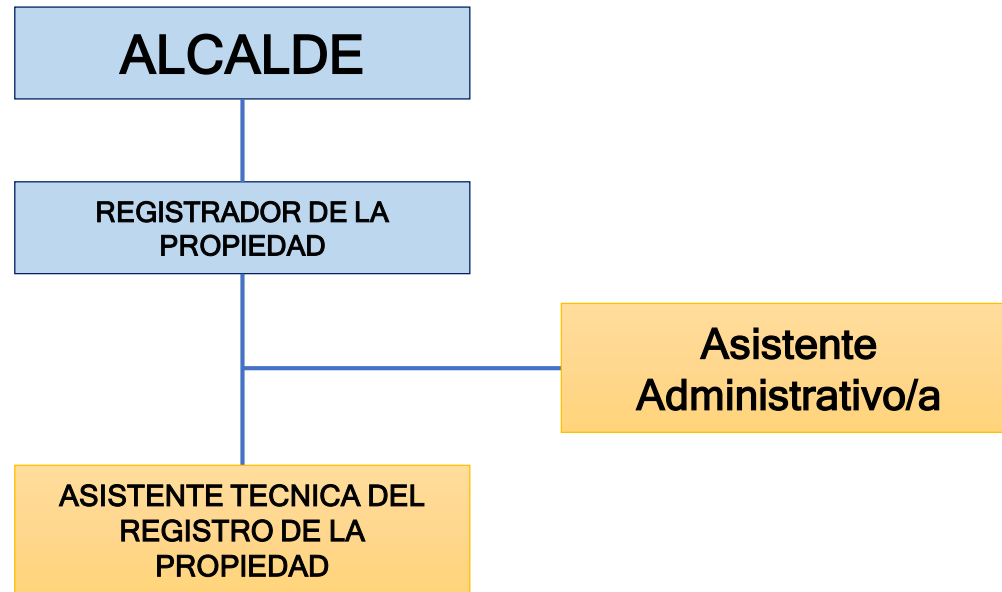 ALCALDE
REGISTRADOR DE LA
PROPIEDAD
Asistente
Administrativo/a
ASISTENTE TECNICA DEL
REGISTRO DE LA
PROPIEDAD